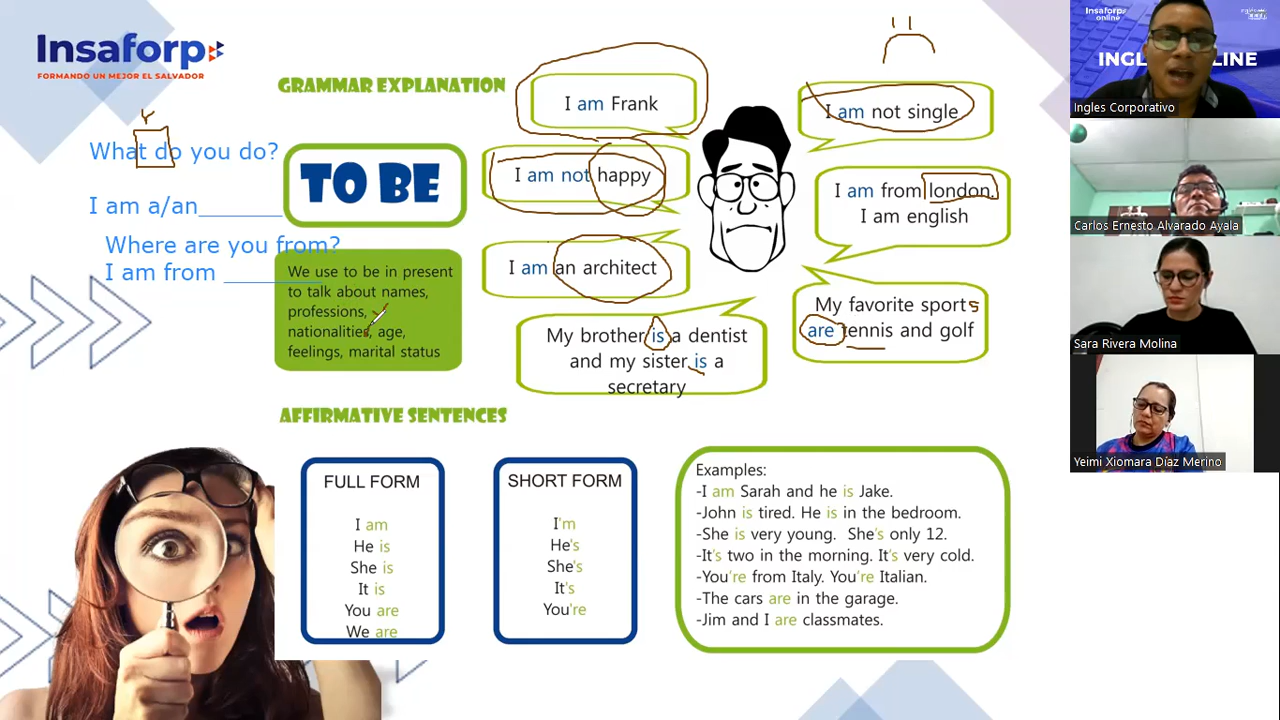 Insaforp
FORMANDO UN MEJOR EL SALVADOR
GRAMMAR EXPLANATION
What do you do?
I am a/an_______
Where are you from?
I am from ________
TO BE
We use to be in present
to talk about names,
professions,
nationalities, age,
feelings, marital status
I am Frank
I am not happy
I am an architect
My brother is a dentist
and my sister is a
secretary
I am not single
I am from london.
I am english
My favorite sports
are tennis and golf
AFFIRMATIVE SENTENCES
FULL FORM
I am
He is
She is
It is
You are
We are
SHORT FORM
I'm
He's
She's
It's
You're
Examples:
-I am Sarah and he is Jake.
-John is tired. He is in the bedroom.
-She is very young. She's only 12.
-It's two in the morning. It's very cold.
-You're from Italy. You're Italian.
-The cars are in the garage.
-Jim and I are classmates.
Insaforp
online
INGL LINE
Ingles Corporativo
Carlos Ernesto Alvarado Ayala
Sara Rivera Molina
Yeimi Xiomara Díaz Merino